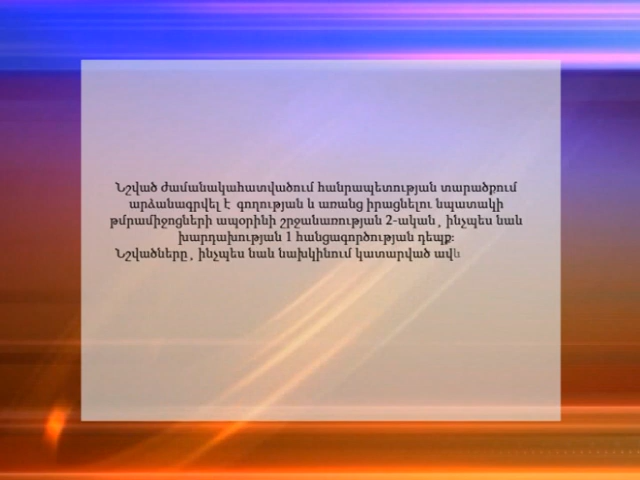 Նշված ժամանակահատվածում հանրապետության տարածքում
արձանագրվել է գողության և առանց իրացնելու նպատակի
թմրամիջոցների ապօրինի շրջանառության 2-ական, ինչպես նաև
խարդախության 1 հանցագործության դեպք:
Նշվածները, ինչպես նաև նախկինում կատարված